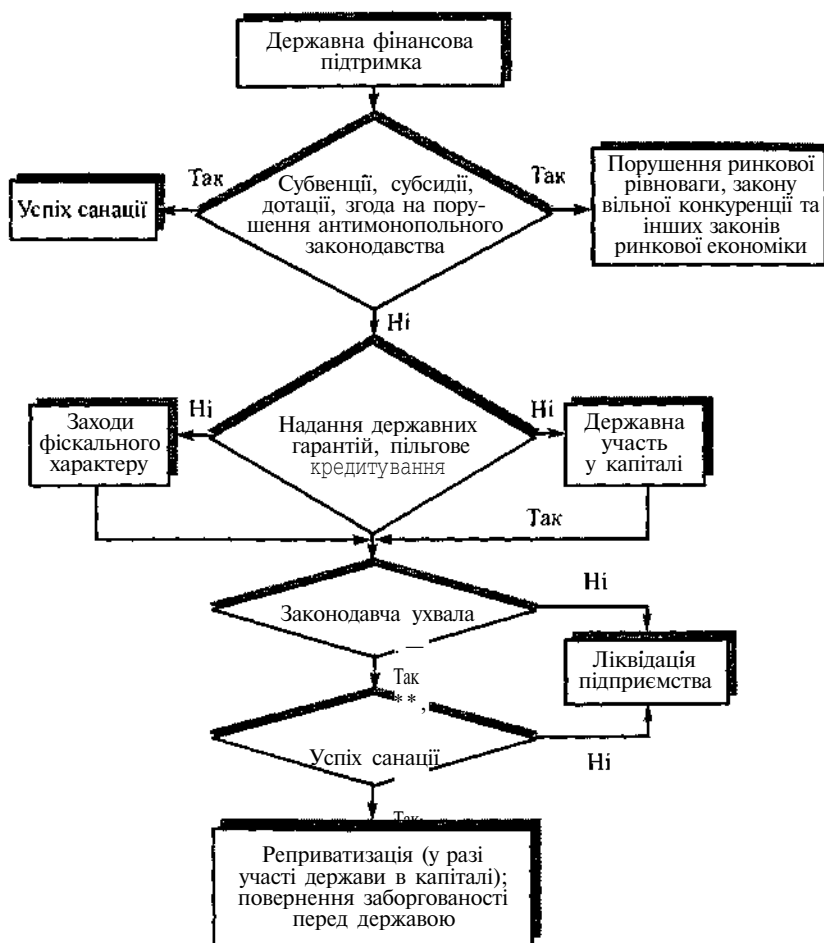 Державна фінансова
підтримка
Так
Так
Успіх санації
Субвенції, субсидії,
дотації, згода на пору-
шення антимонопольного
законодавства
Порушення ринкової
рівноваги, закону
вільної конкуренції та
інших законів
ринкової економіки
Ні
Ні
Ні
Заходи
фіскального
характеру
Надання державних
гарантій, пільгове
кредитування
Державна
участь
у капіталі
Так
Ні
Законодавча ухвала
Так
Ліквідація
підприємства
Успіх санації
Ні
Так
Реприватизація (у разі
участі держави в капіталі);
повернення заборгованості
перед державою